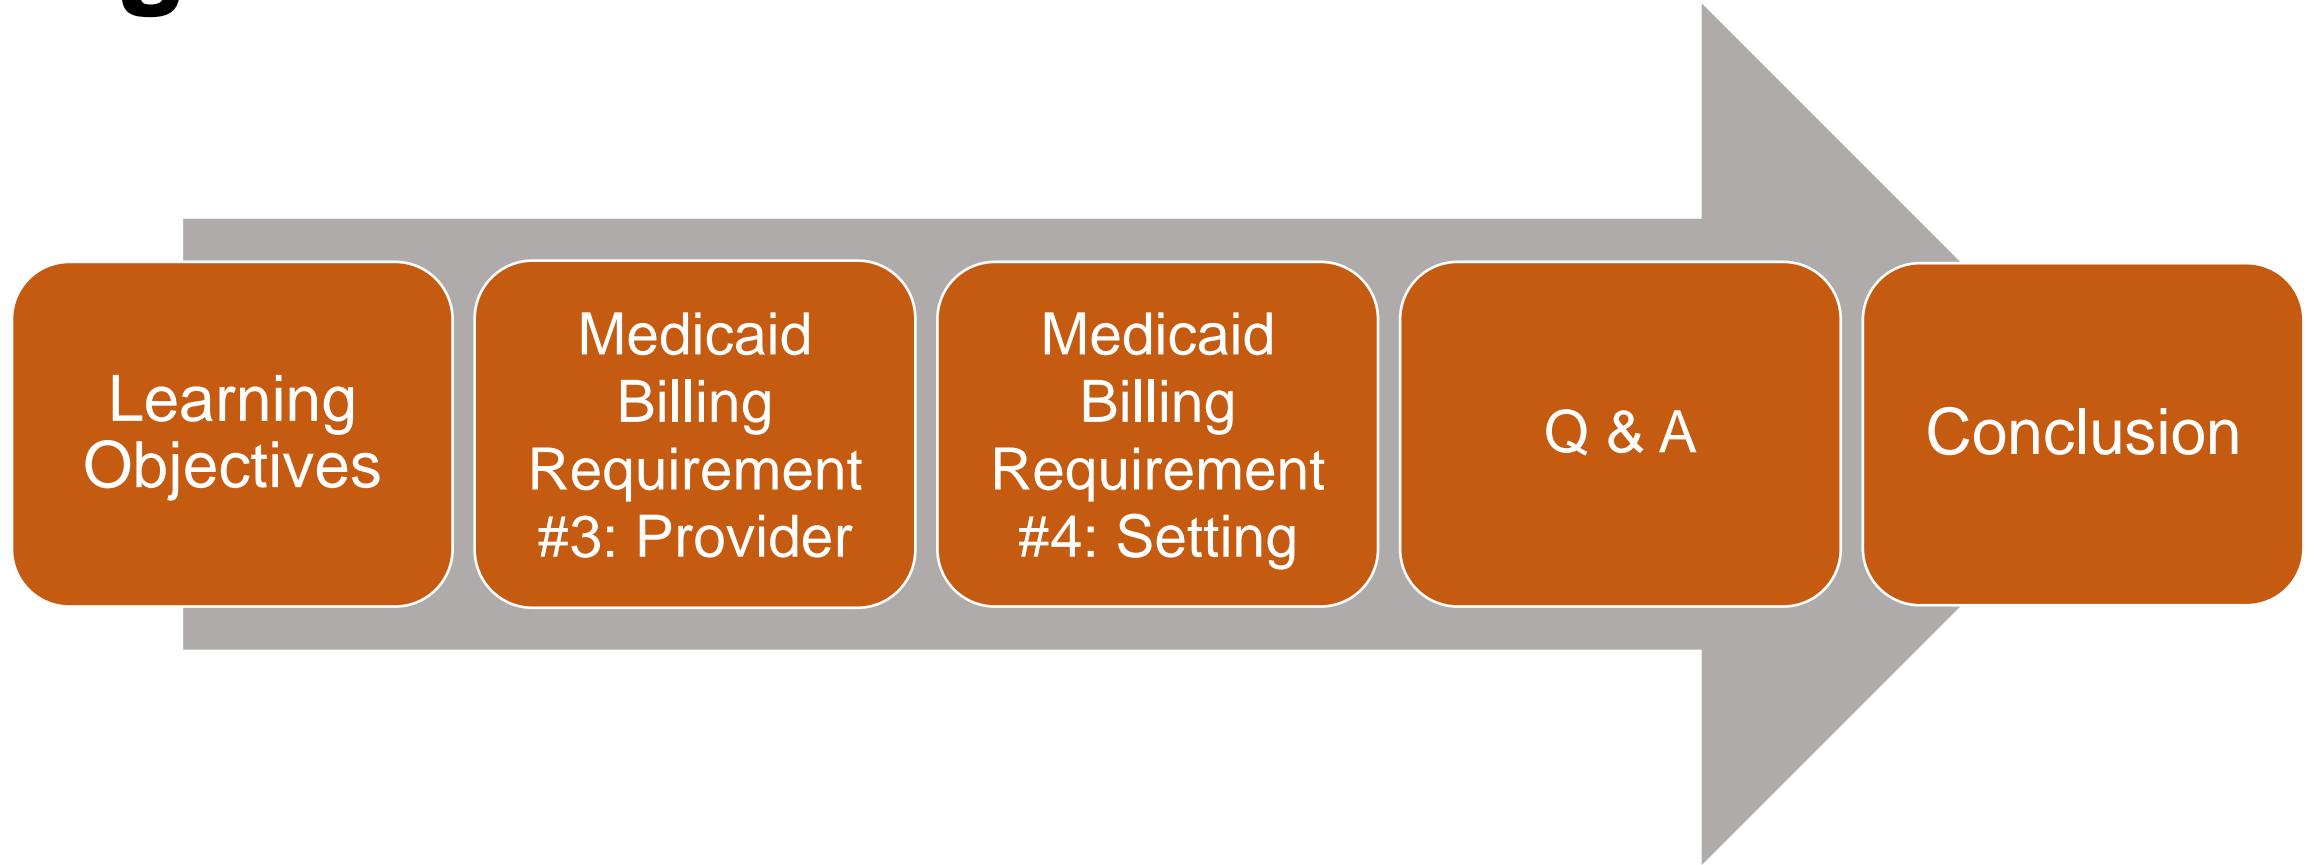 Learning
Objectives
Medicaid
Billing
Requirement
#3: Provider
Medicaid
Billing
Requirement
#4: Setting
Q & A
Conclusion